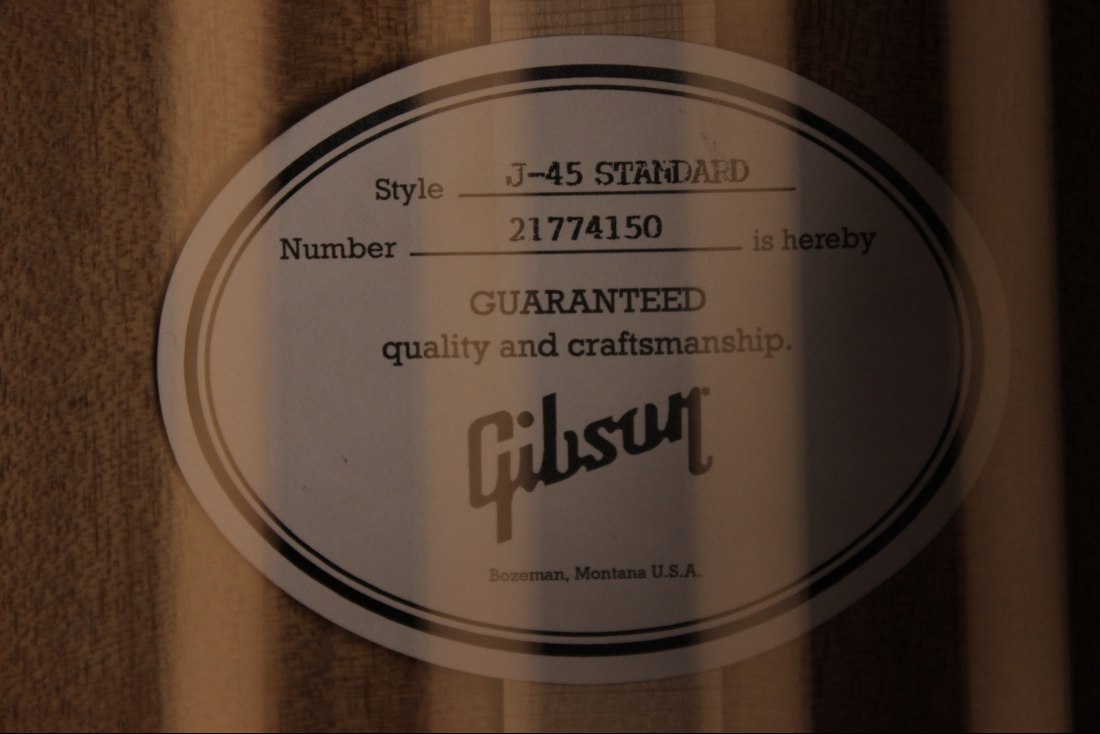 Style J-45 STANDARD
Number 21774150 is hereby
GUARANTEED
quality and craftsmanship.
Gibson
Bozeman, Montana U.S.A.